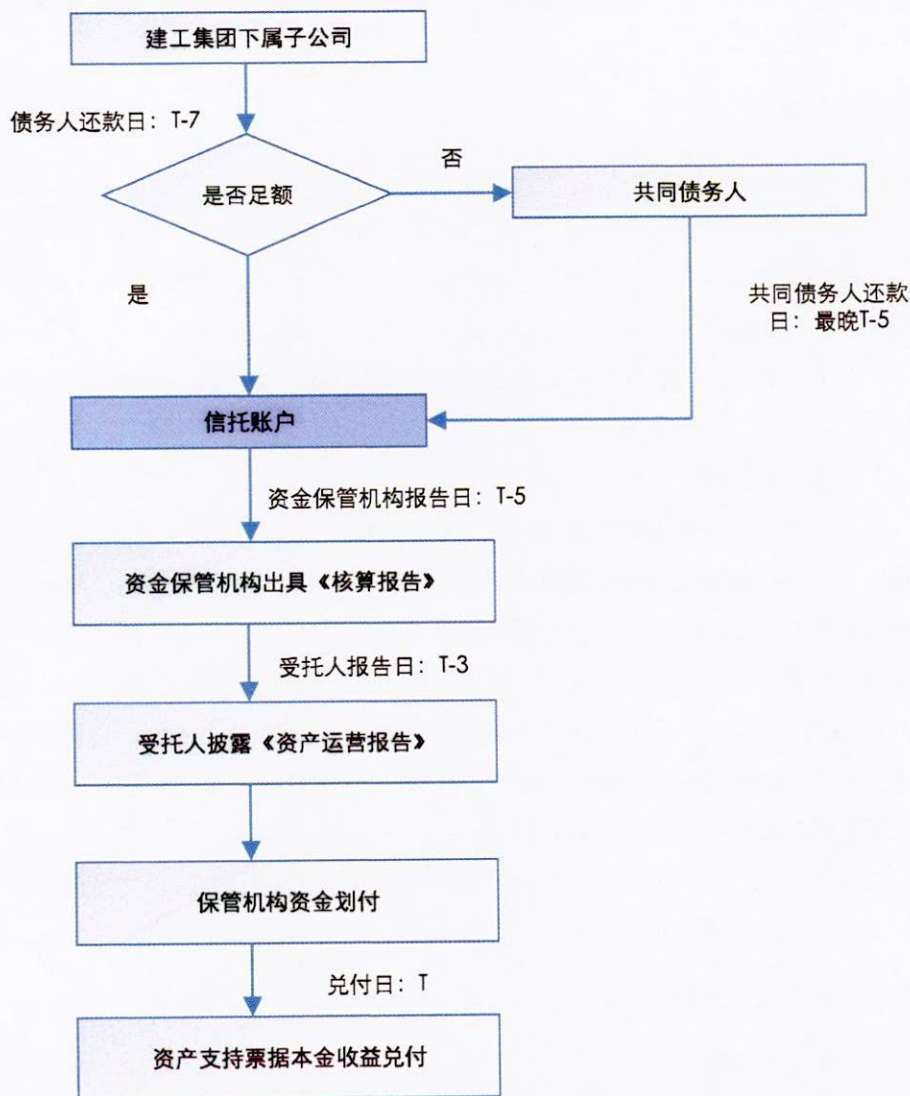 建工集团下属子公司
债务人还款日：T-7
是否足额
否
共同债务人
是
共同债务人还款
日：最晚T-5
信托账户
资金保管机构报告日：T-5
资金保管机构出具《核算报告》
受托人报告日：T-3
受托人披露《资产运营报告》
保管机构资金划付
兑付日：T
资产支持票据本金收益兑付